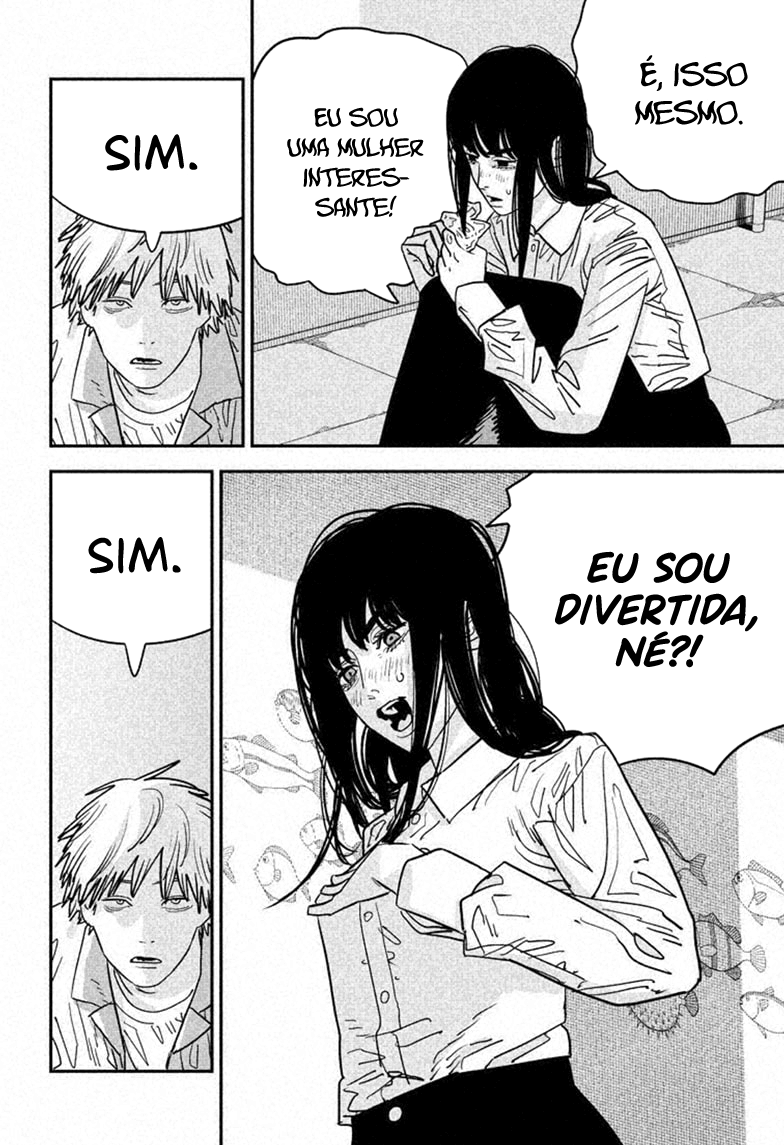 É, ISSO
MESMO.
EU SOU
UMA MULHER
INTERES-
SANTE!
SIM.
EU SOU
DIVERTIDA,
NÉ?!
SIM.